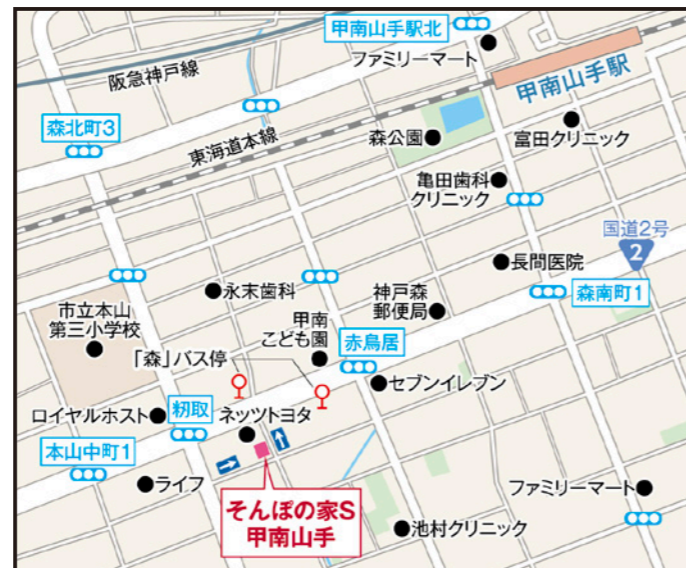 甲南山手駅北
ファミリーマート
阪急神戸線
甲南山手駅
森北町3
東海道本線
森公園
富田クリニック
亀田歯科
クリニック
国道2号
2
長間医院
森南町1
永末歯科
神戸森
郵便局
市立本山
第三小学校
甲南
こども園
赤鳥居
「森」バス停
セブンイレブン
ロイヤルホスト
籾取
ネッツトヨタ
本山中町1
ライフ
そんぽの家S
甲南山手
ファミリーマート
池村クリニック